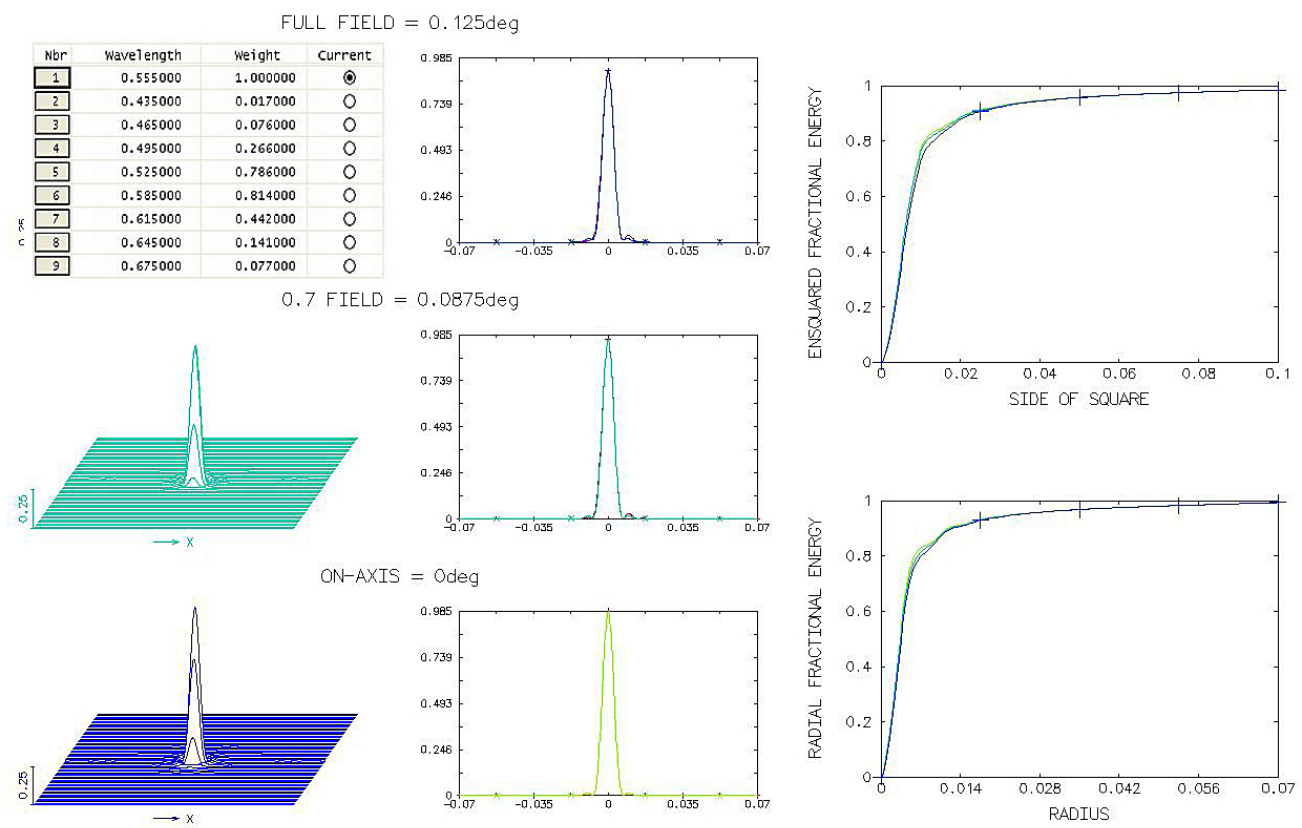 FULL FIELD = 0.125deg
Nbr Wavelength Weight Current
1 0.555000 1.000000
2 0.435000 0.017000
3 0.465000 0.076000
4 0.495000 0.266000
5 0.525000 0.786000
6 0.585000 0.814000
7 0.615000 0.442000
8 0.645000 0.141000
9 0.675000 0.077000
0.985
0.739
0.493
0.246
0
-0.07 -0.035 0 0.035 0.07
0.7 FIELD = 0.0875deg
0.25
X
0.985
0.739
0.493
0.246
0
-0.07 -0.035 0 0.035 0.07
ON-AXIS = 0deg
0.25
X
0.985
0.739
0.493
0.246
0
-0.07 -0.035 0 0.035 0.07
ENSQUARED FRACTIONAL ENERGY
1
0.8
0.6
0.4
0.2
0
0 0.02 0.04 0.06 0.08 0.1
SIDE OF SQUARE
RADIAL FRACTIONAL ENERGY
1
0.8
0.6
0.4
0.2
0
0 0.014 0.028 0.042 0.056 0.07
RADIUS